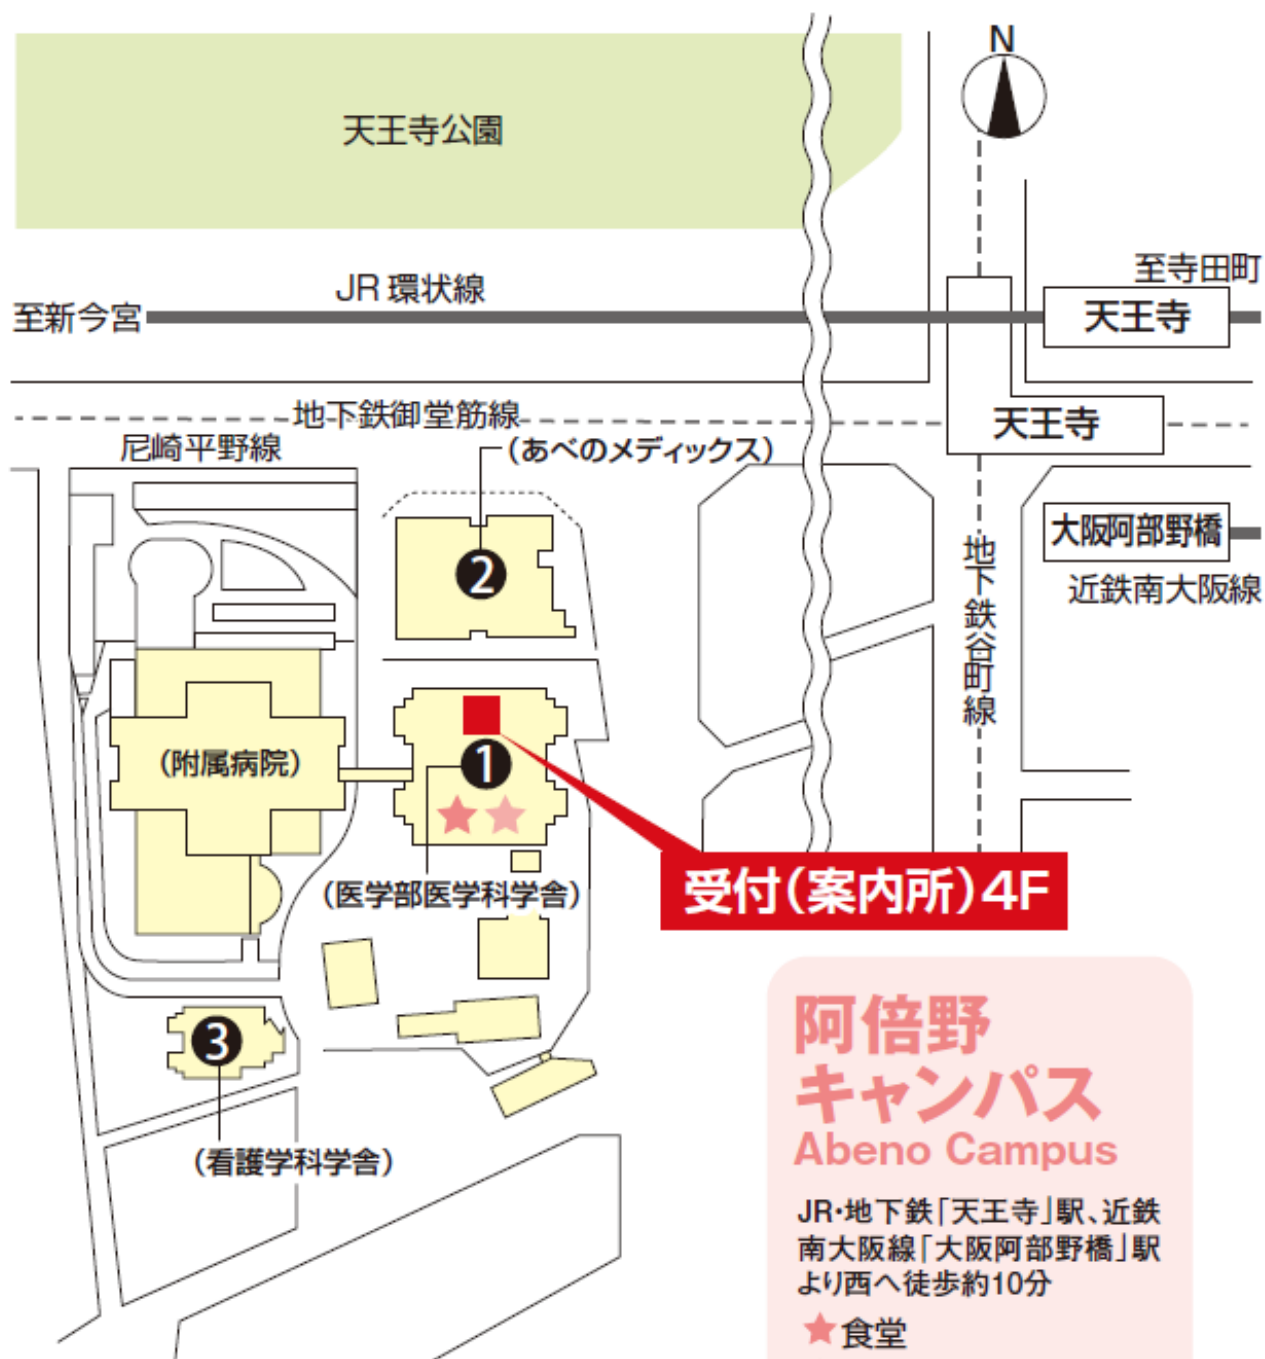 N
天王寺公園
至寺田町
JR 環状線
至新今宮
天王寺
地下鉄御堂筋線
天王寺
尼崎平野線
(あべのメディックス)
大阪阿部野橋
地下鉄谷町線
2
近鉄南大阪線
(附属病院)
1
受付(案内所)4F
(医学部医学科学舎)
3
(看護学科学舎)
阿倍野
キャンパス
Abeno Campus
JR・地下鉄「天王寺」駅、近鉄
南大阪線「大阪阿部野橋」駅
より西へ徒歩約10分
★食堂